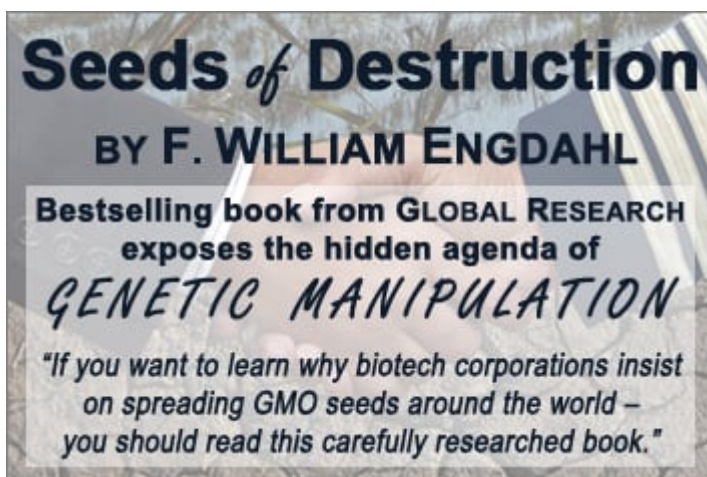 Seeds of Destruction
BY F. WILLIAM ENGDAHL
Bestselling book from GLOBAL RESEARCH
exposes the hidden agenda of
GENETIC MANIPULATION
“If you want to learn why biotech corporations insist
on spreading GMO seeds around the world –
you should read this carefully researched book.”